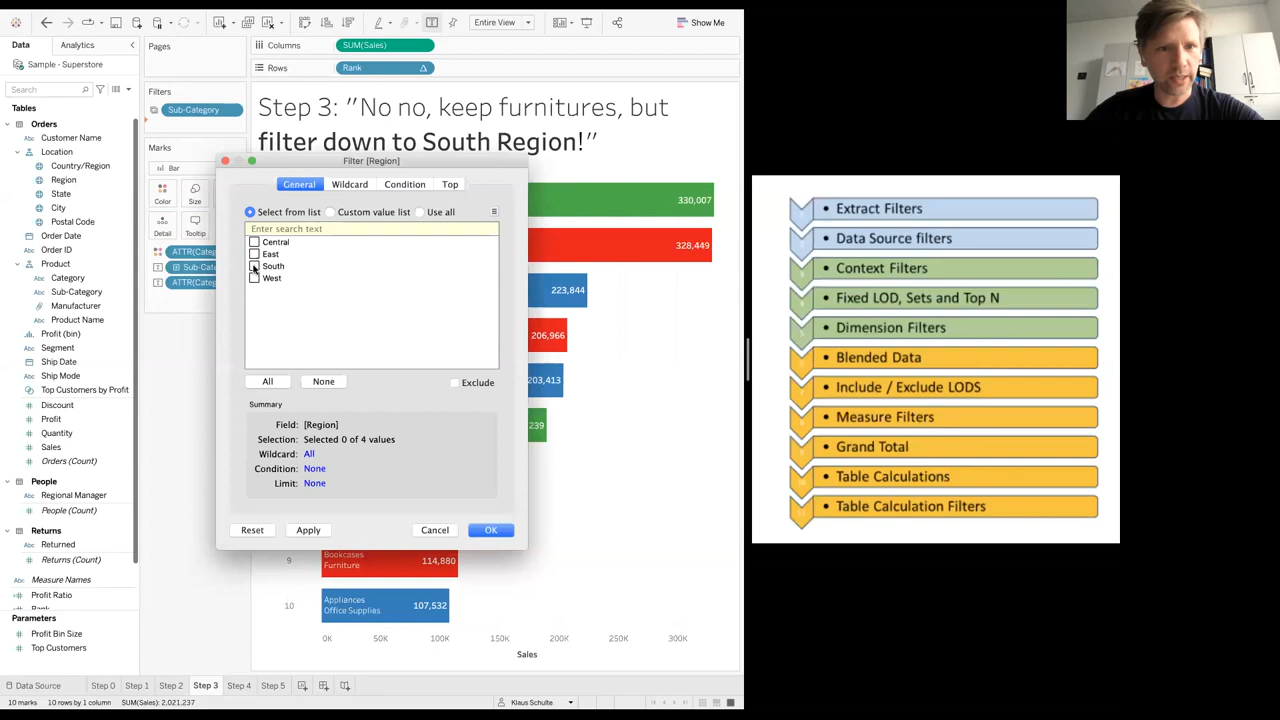 Entire View
Show Me
Data
Analytics
Sample - Superstore
Search
Tables
Orders
Customer Name
Location
Country/Region
Region
State
City
Postal Code
Order Date
Order ID
Product
Category
Sub-Category
Manufacturer
Product Name
Profit (bin)
Segment
Ship Date
Ship Mode
Top Customers by Profit
Discount
Profit
Quantity
Sales
Orders (Count)
People
Regional Manager
People (Count)
Returns
Returned
Returns (Count)
Measure Names
Profit Ratio
Rank
Parameters
Profit Bin Size
Top Customers
Pages
Filters
Sub-Category
Marks
Bar
Color
Size
Detail
Tooltip
ATTR(Categ
Sub-Cate
ATTR(Categ
Columns
SUM(Sales)
Rows
Rank
Step 3: "No no, keep furnitures, but
filter down to South Region!"
330,007
328,449
223,844
206,966
203,413
239
9
Bookcases
Furniture
114,880
10
Appliances
Office Supplies
107,532
0K
50K
100K
150K
200K
250K
300K
Sales
Filter [Region]
General
Wildcard
Condition
Top
Select from list
Custom value list
Use all
Enter search text
Central
East
South
West
All
None
Exclude
Summary
Field: [Region]
Selection: Selected 0 of 4 values
Wildcard: All
Condition: None
Limit: None
Reset
Apply
Cancel
OK
Data Source
Step 0
Step 1
Step 2
Step 3
Step 4
Step 5
10 marks
10 rows by 1 column
SUM(Sales): 2,021,237
Klaus Schulte
• Extract Filters
• Data Source filters
• Context Filters
• Fixed LOD, Sets and Top N
• Dimension Filters
• Blended Data
• Include / Exclude LODS
• Measure Filters
• Grand Total
• Table Calculations
• Table Calculation Filters